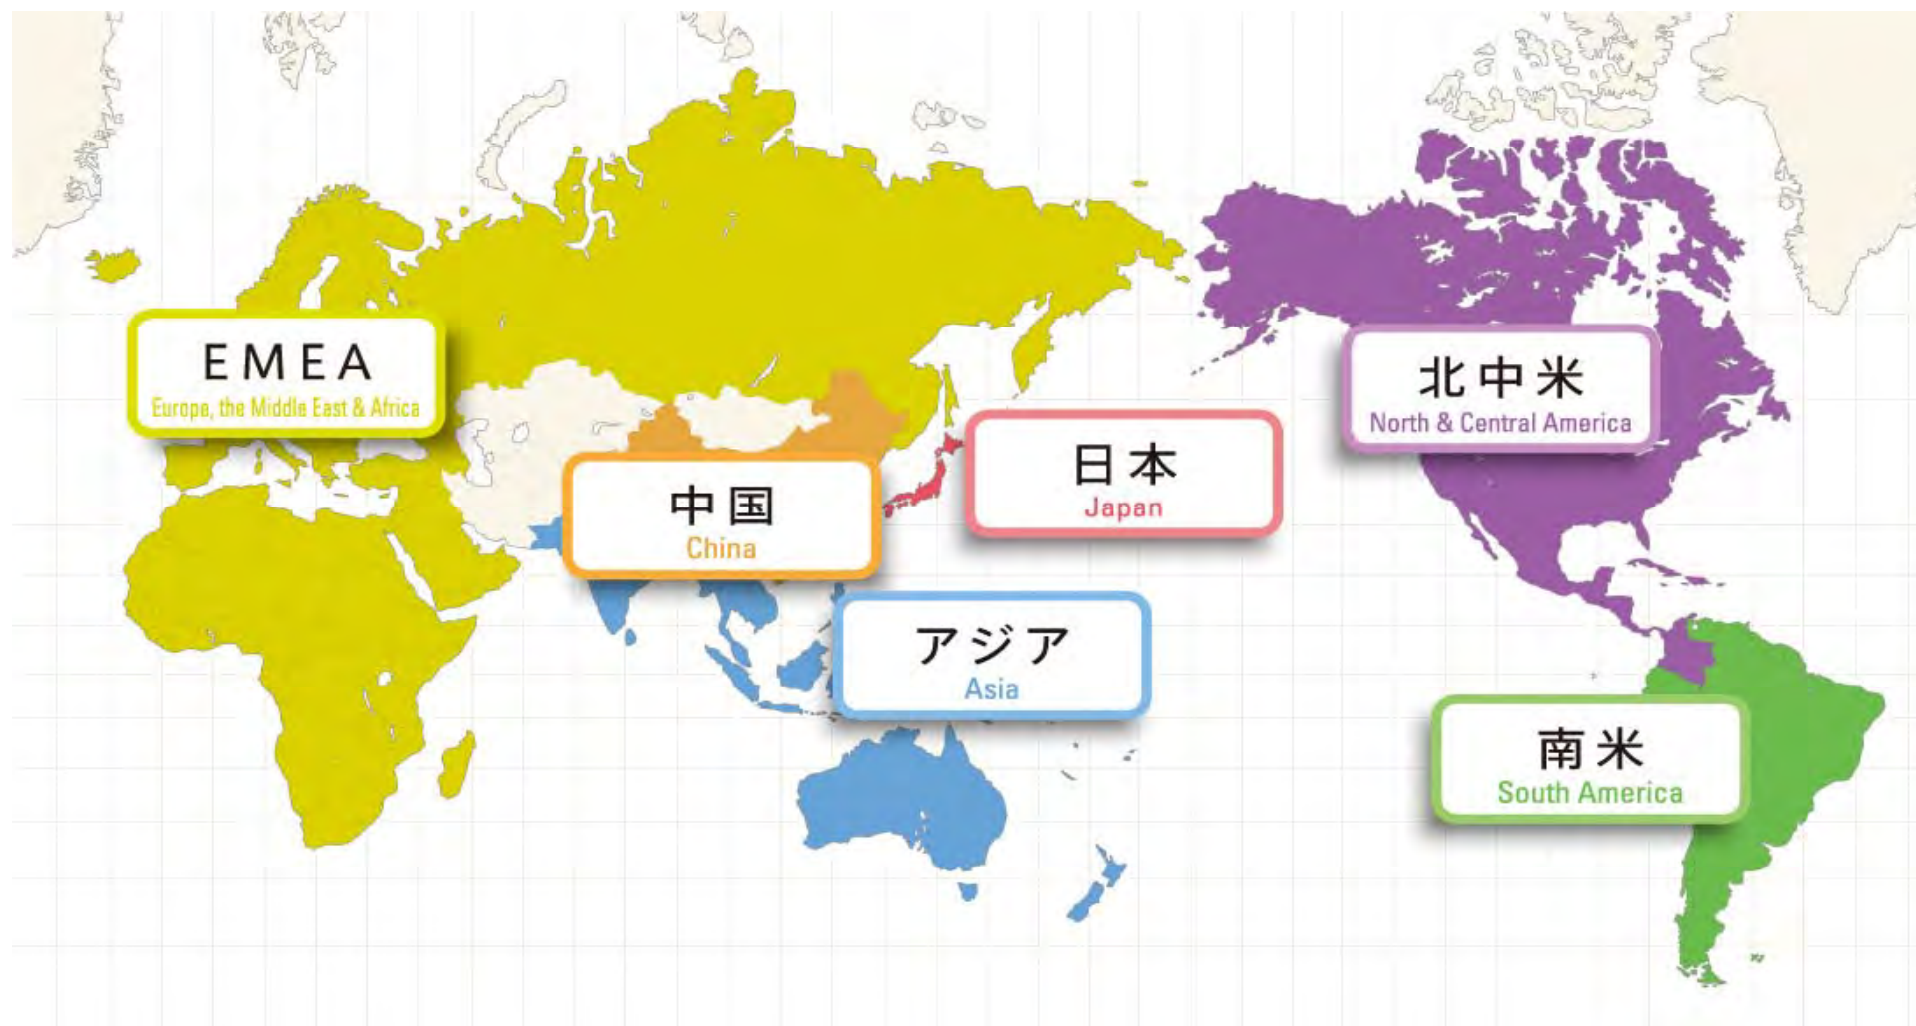 EMEA
Europe, the Middle East & Africa
北中米
North & Central America
日本
Japan
中国
China
アジア
Asia
南米
South America